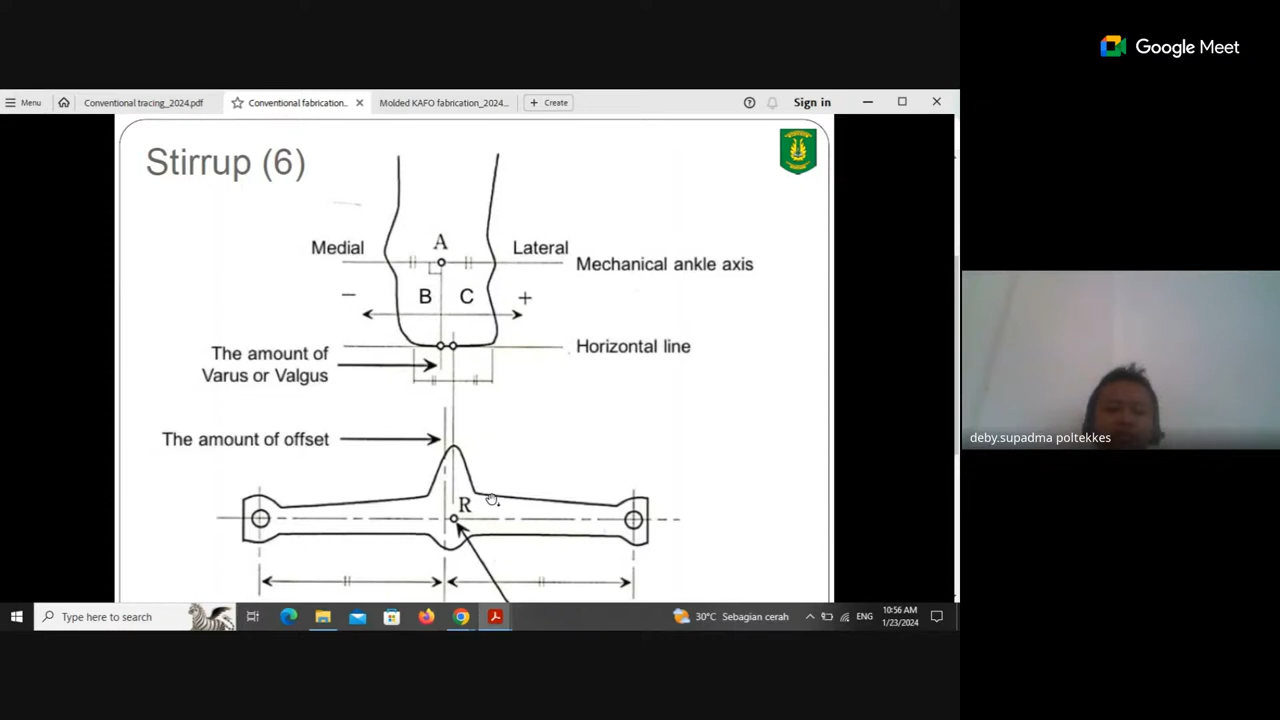 Google Meet
Menu
Conventional tracing_2024.pdf
Conventional fabrication...
Molded KAFO fabrication_2024...
Create
Sign in
Stirrup (6)
A
Medial
Lateral
Mechanical ankle axis
B
C
−
+
The amount of
Varus or Valgus
Horizontal line
The amount of offset
R
deby.supadma poltekkes
Type here to search
30°C Sebagian cerah
ENG
10:56 AM
1/23/2024